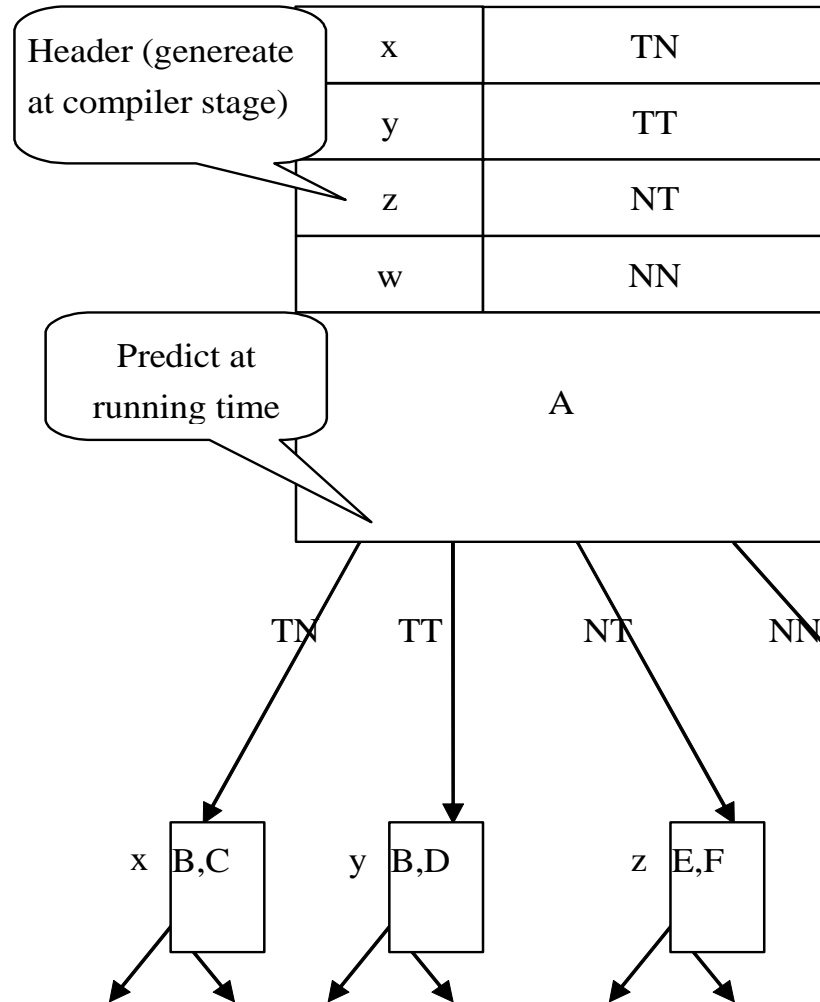 Header (genereate
at compiler stage)
x TN
y TT
z NT
w NN
Predict at
running time
A
TN TT NT NN
x B,C y B,D z E,F